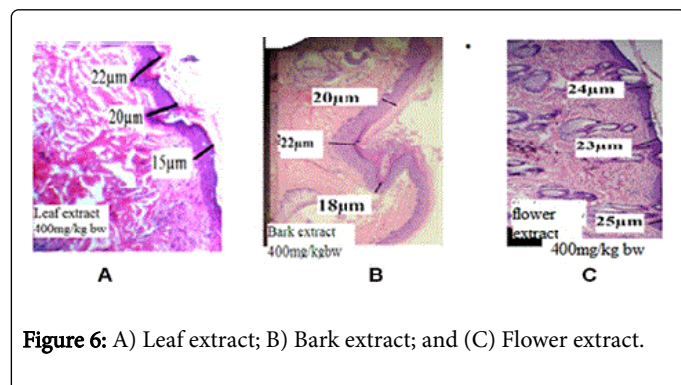 22µm
20µm
15µm
Leaf extract
400mg/kg bw
A
20µm
22µm
18µm
Bark extract
400mg/kgbw
B
24µm
23µm
25µm
flower
extract
400mg/kg bw
C
Figure 6: A) Leaf extract; B) Bark extract; and (C) Flower extract.